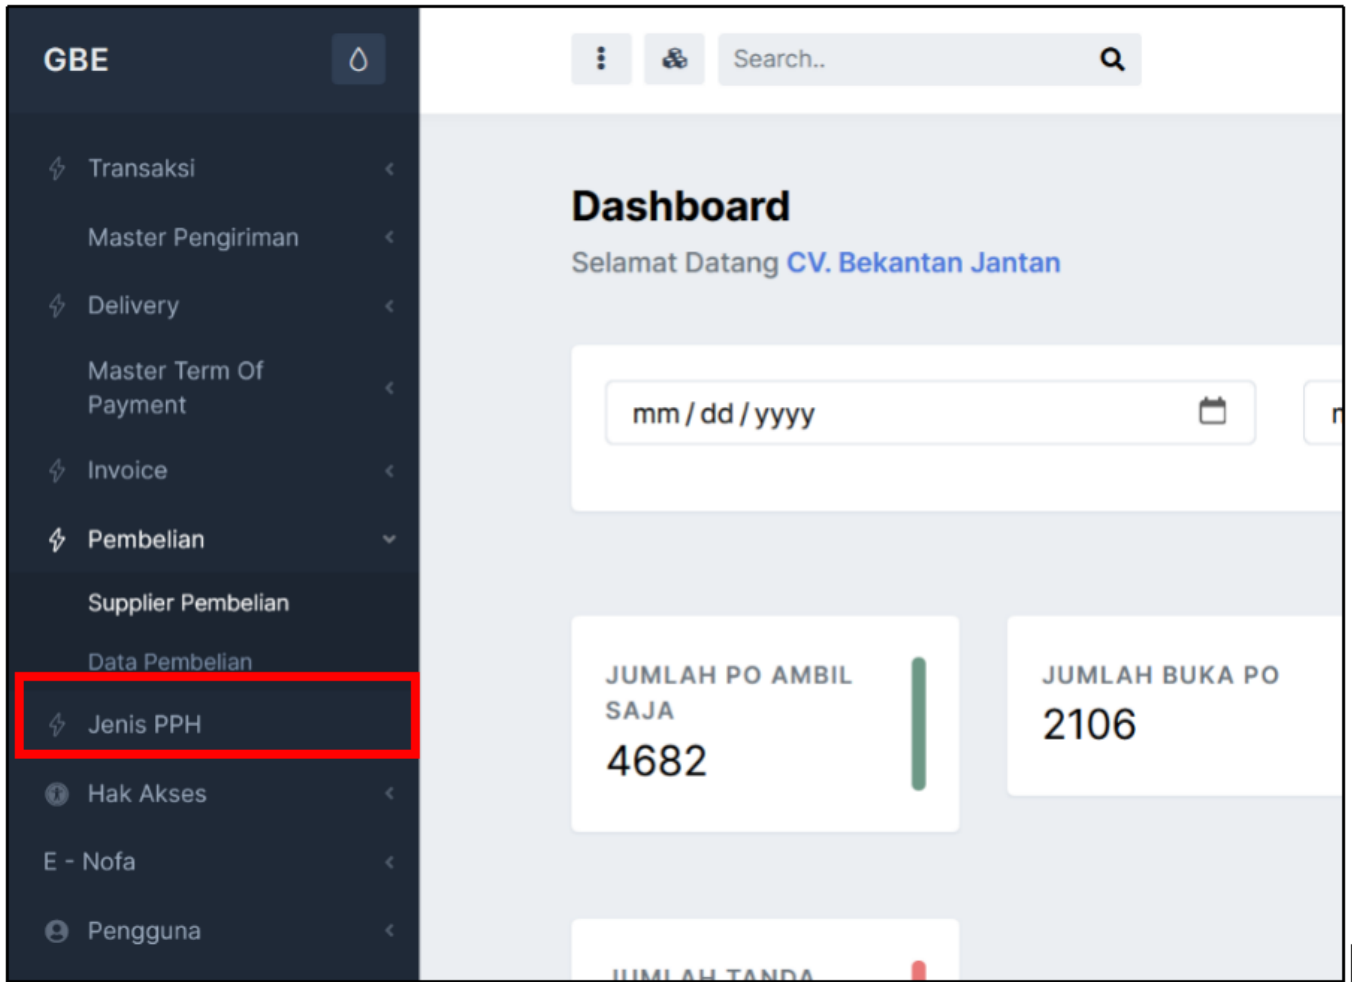 GBE
Search..
Transaksi
Master Pengiriman
Delivery
Master Term Of
Payment
Invoice
Pembelian
Supplier Pembelian
Data Pembelian
Jenis PPH
Hak Akses
E - Nofa
Pengguna
Dashboard
Selamat Datang CV. Bekantan Jantan
mm / dd / yyyy
JUMLAH PO AMBIL
SAJA
4682
JUMLAH BUKA PO
2106
JUMLAH TANDA